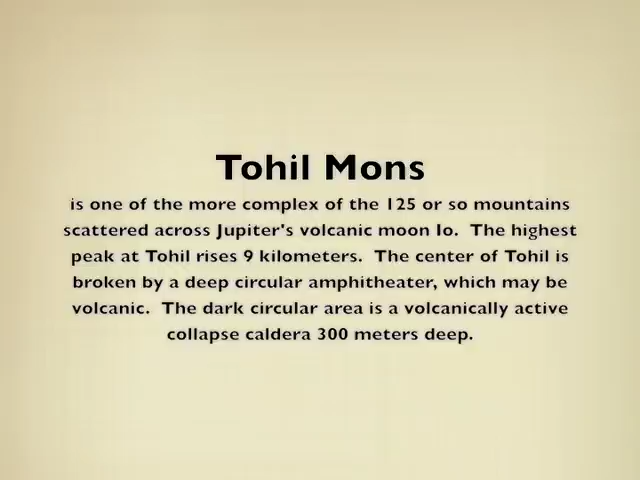 Tohil Mons
is one of the more complex of the 125 or so mountains
scattered across Jupiter's volcanic moon Io.  The highest
peak at Tohil rises 9 kilometers.  The center of Tohil is
broken by a deep circular amphitheater, which may be
volcanic.  The dark circular area is a volcanically active
collapse caldera 300 meters deep.